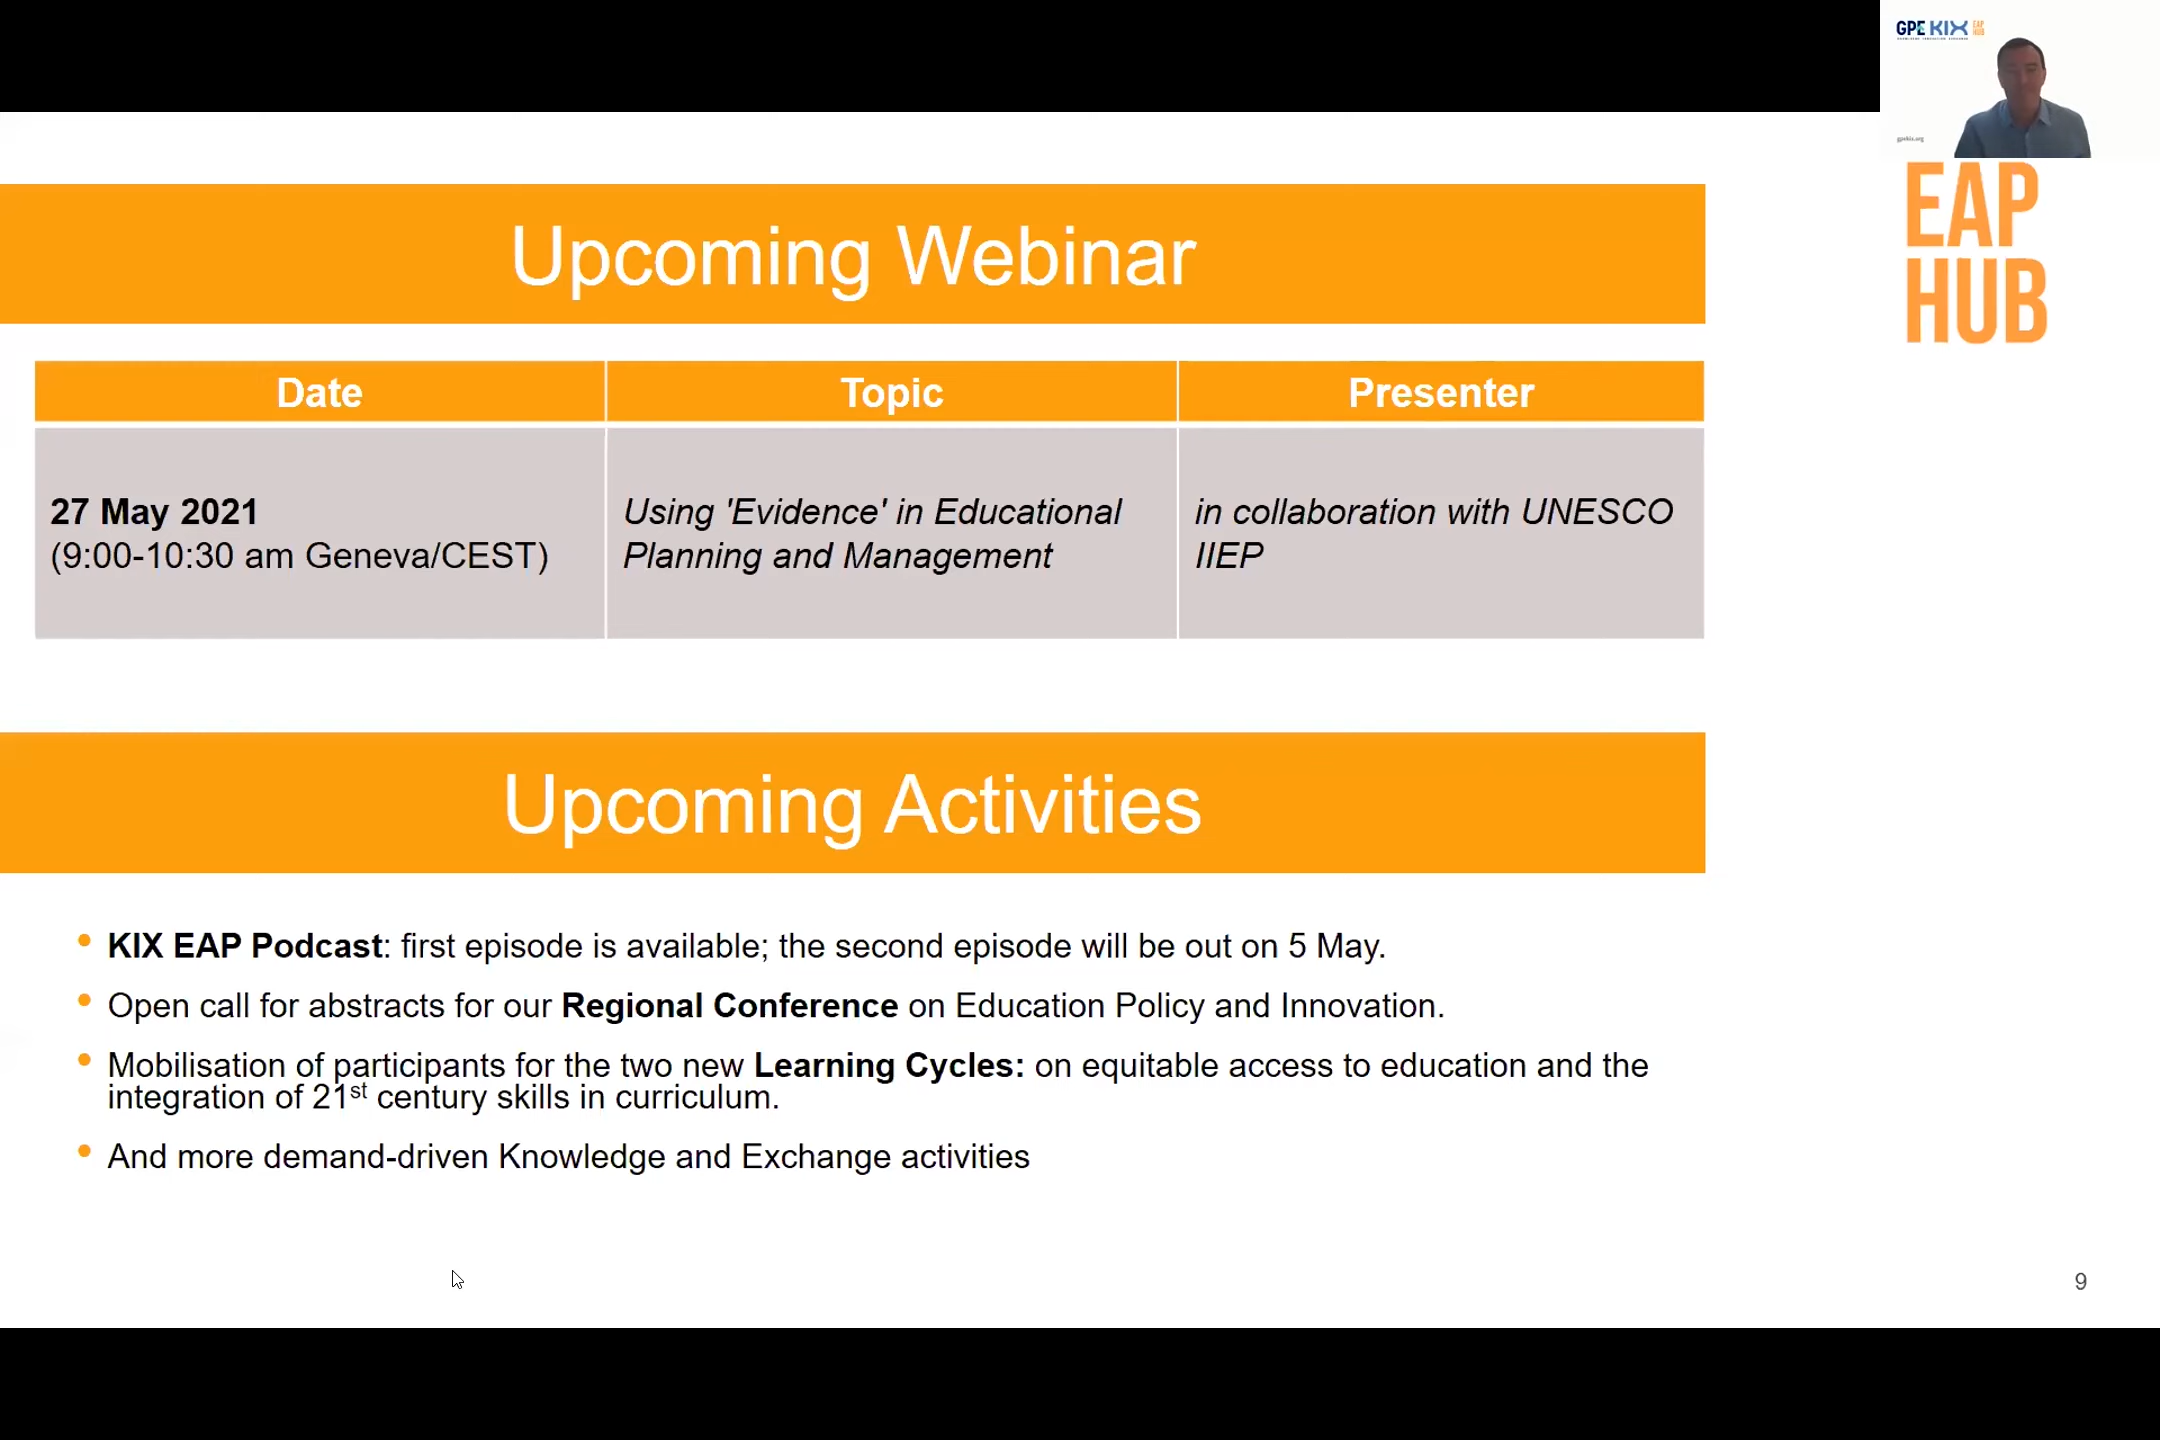 GPE KIX EAP HUB
gpekix.org
EAP
HUB
Upcoming Webinar
Date
Topic
Presenter
27 May 2021
(9:00-10:30 am Geneva/CEST)
Using 'Evidence' in Educational
Planning and Management
in collaboration with UNESCO
IIEP
Upcoming Activities
• KIX EAP Podcast: first episode is available; the second episode will be out on 5 May.
• Open call for abstracts for our Regional Conference on Education Policy and Innovation.
• Mobilisation of participants for the two new Learning Cycles: on equitable access to education and the
integration of 21st century skills in curriculum.
• And more demand-driven Knowledge and Exchange activities
9